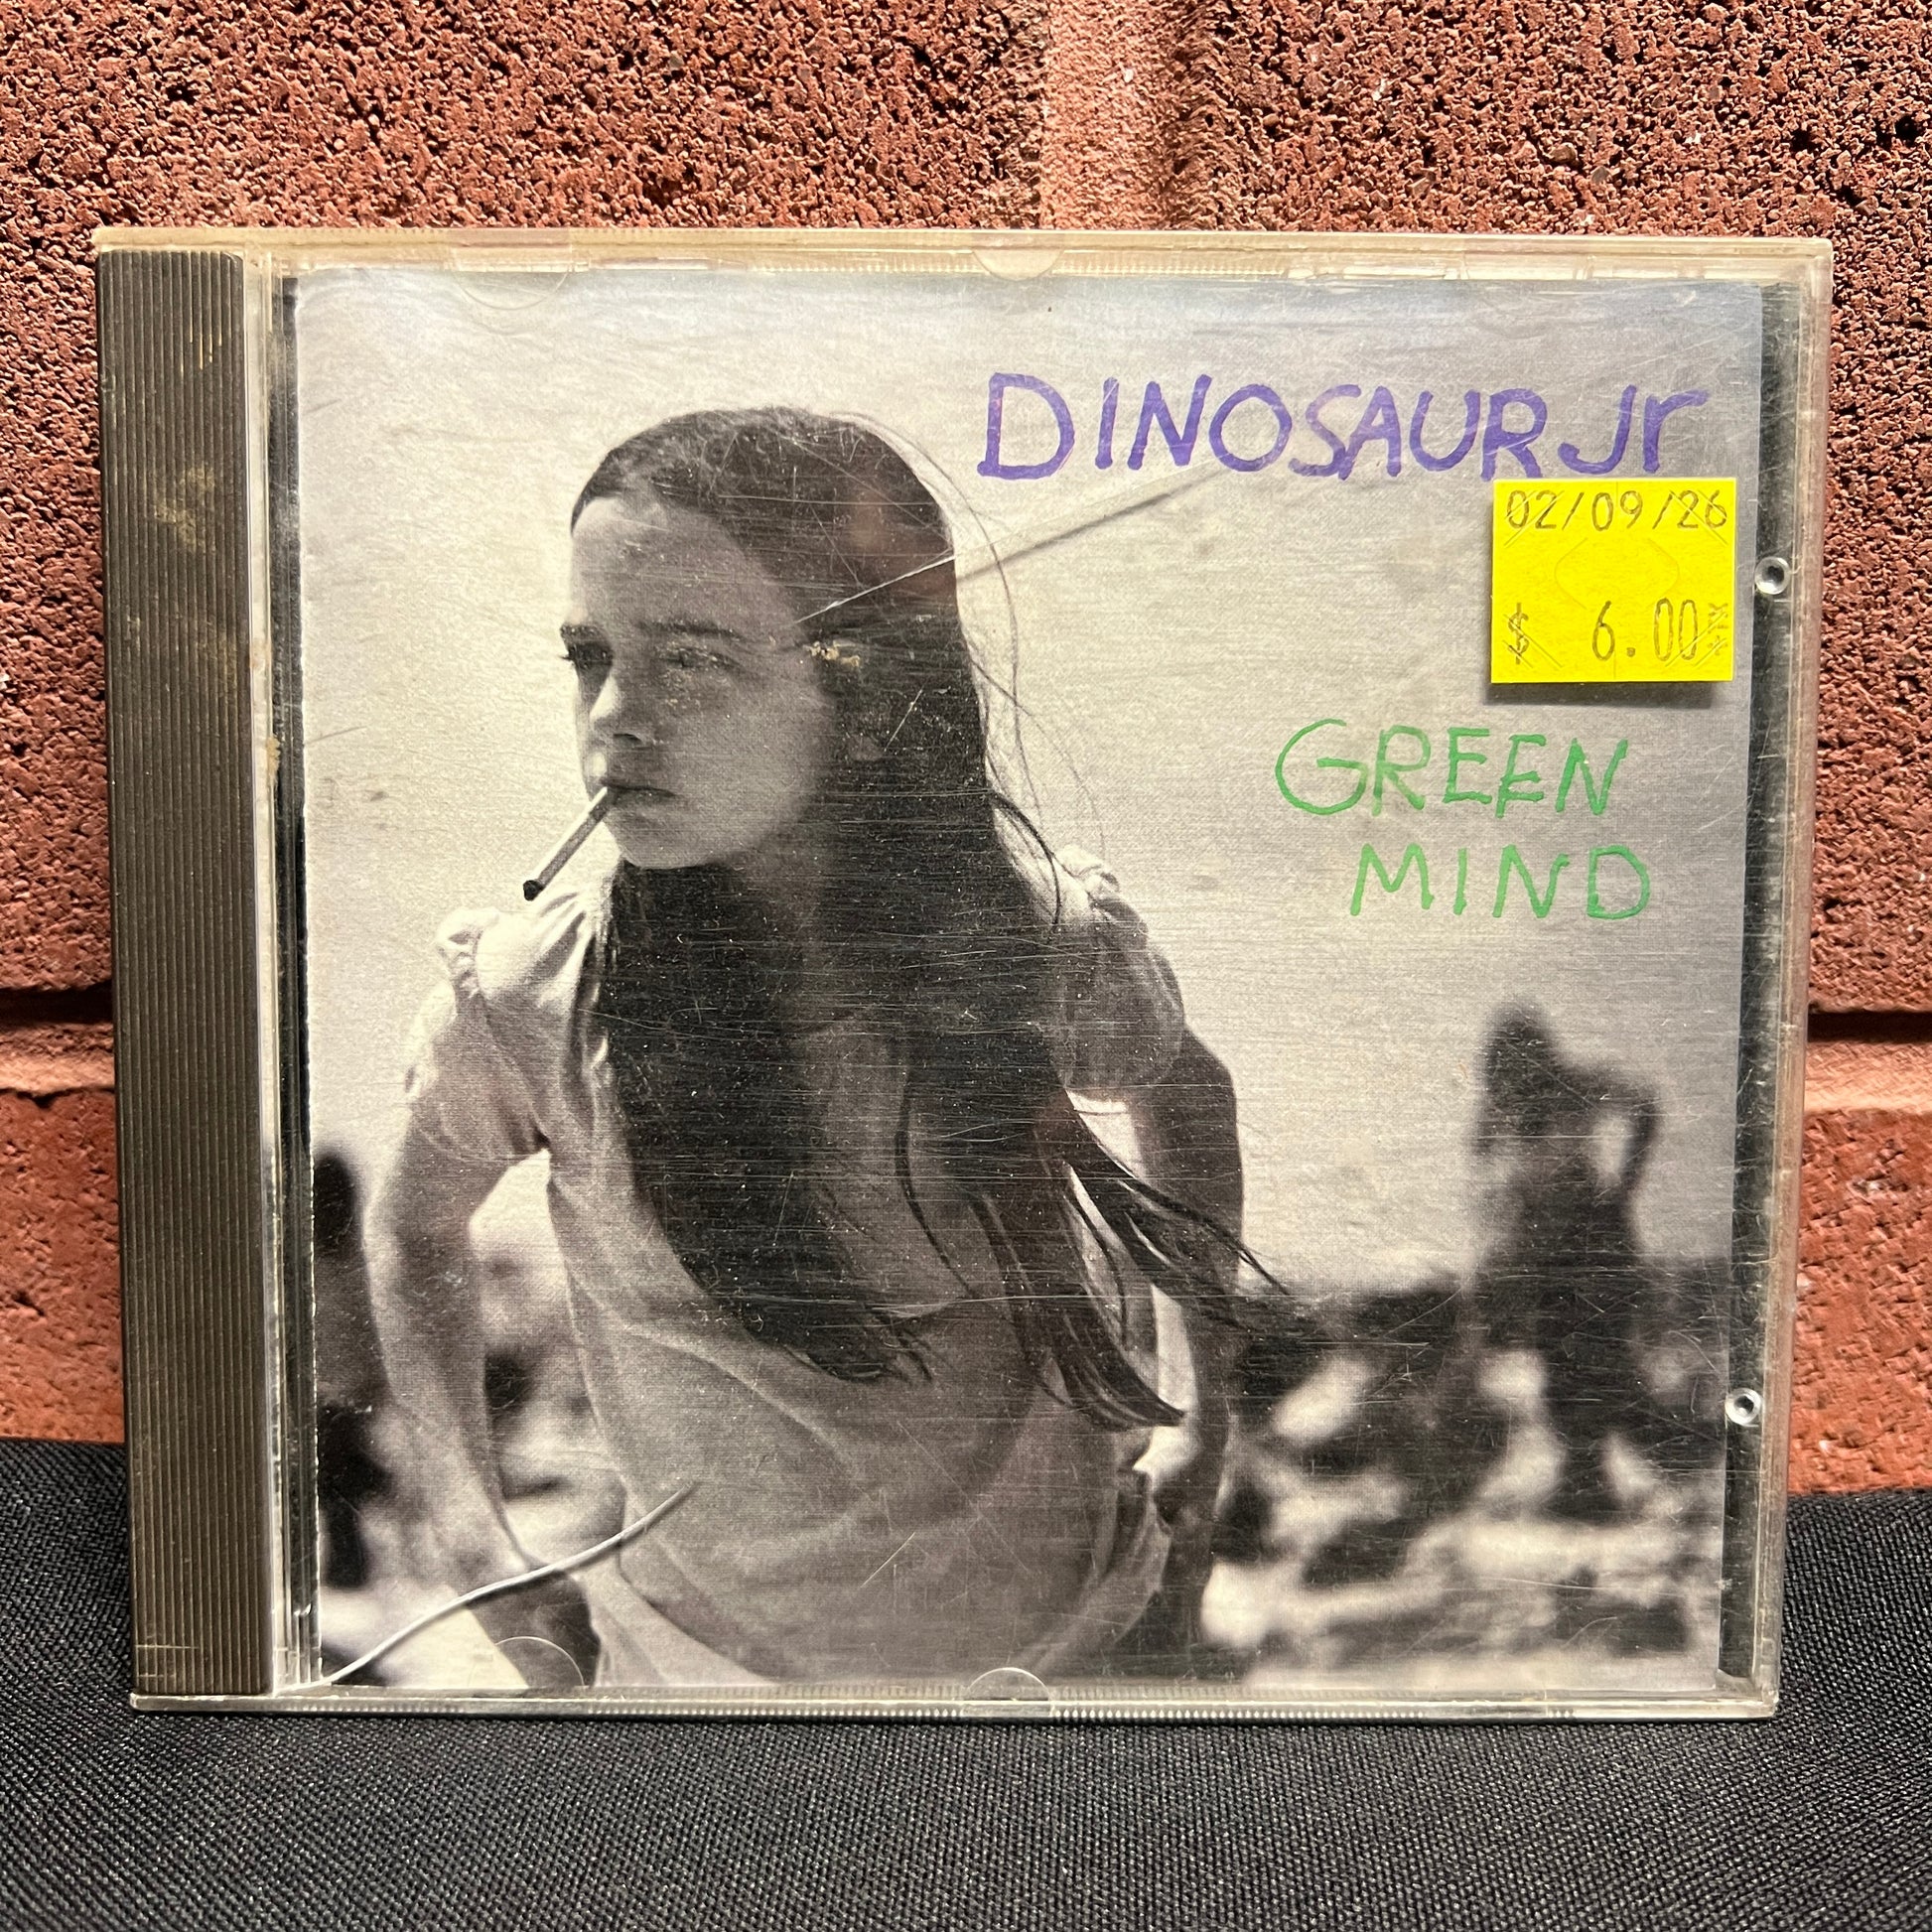 DINOSAUR Jr
02/09/26
$ 6.00
GREEN
MIND